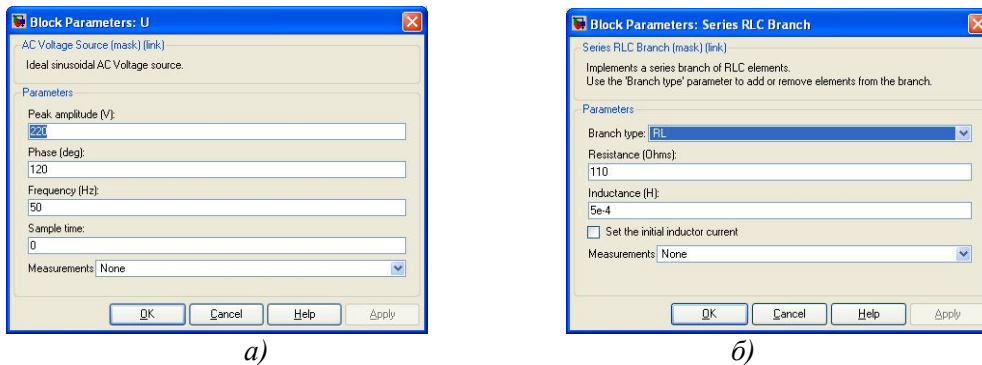 Block Parameters: U
AC Voltage Source (mask) (link)
Ideal sinusoidal AC Voltage source.
Parameters
Peak amplitude (V):
220
Phase (deg):
120
Frequency (Hz):
50
Sample time:
0
Measurements None
OK Cancel Help Apply
а)
Block Parameters: Series RLC Branch
Series RLC Branch (mask) (link)
Implements a series branch of RLC elements.
Use the 'Branch type' parameter to add or remove elements from the branch.
Parameters
Branch type: RL
Resistance (Ohms):
110
Inductance (H):
5e-4
Set the initial inductor current
Measurements None
OK Cancel Help Apply
б)